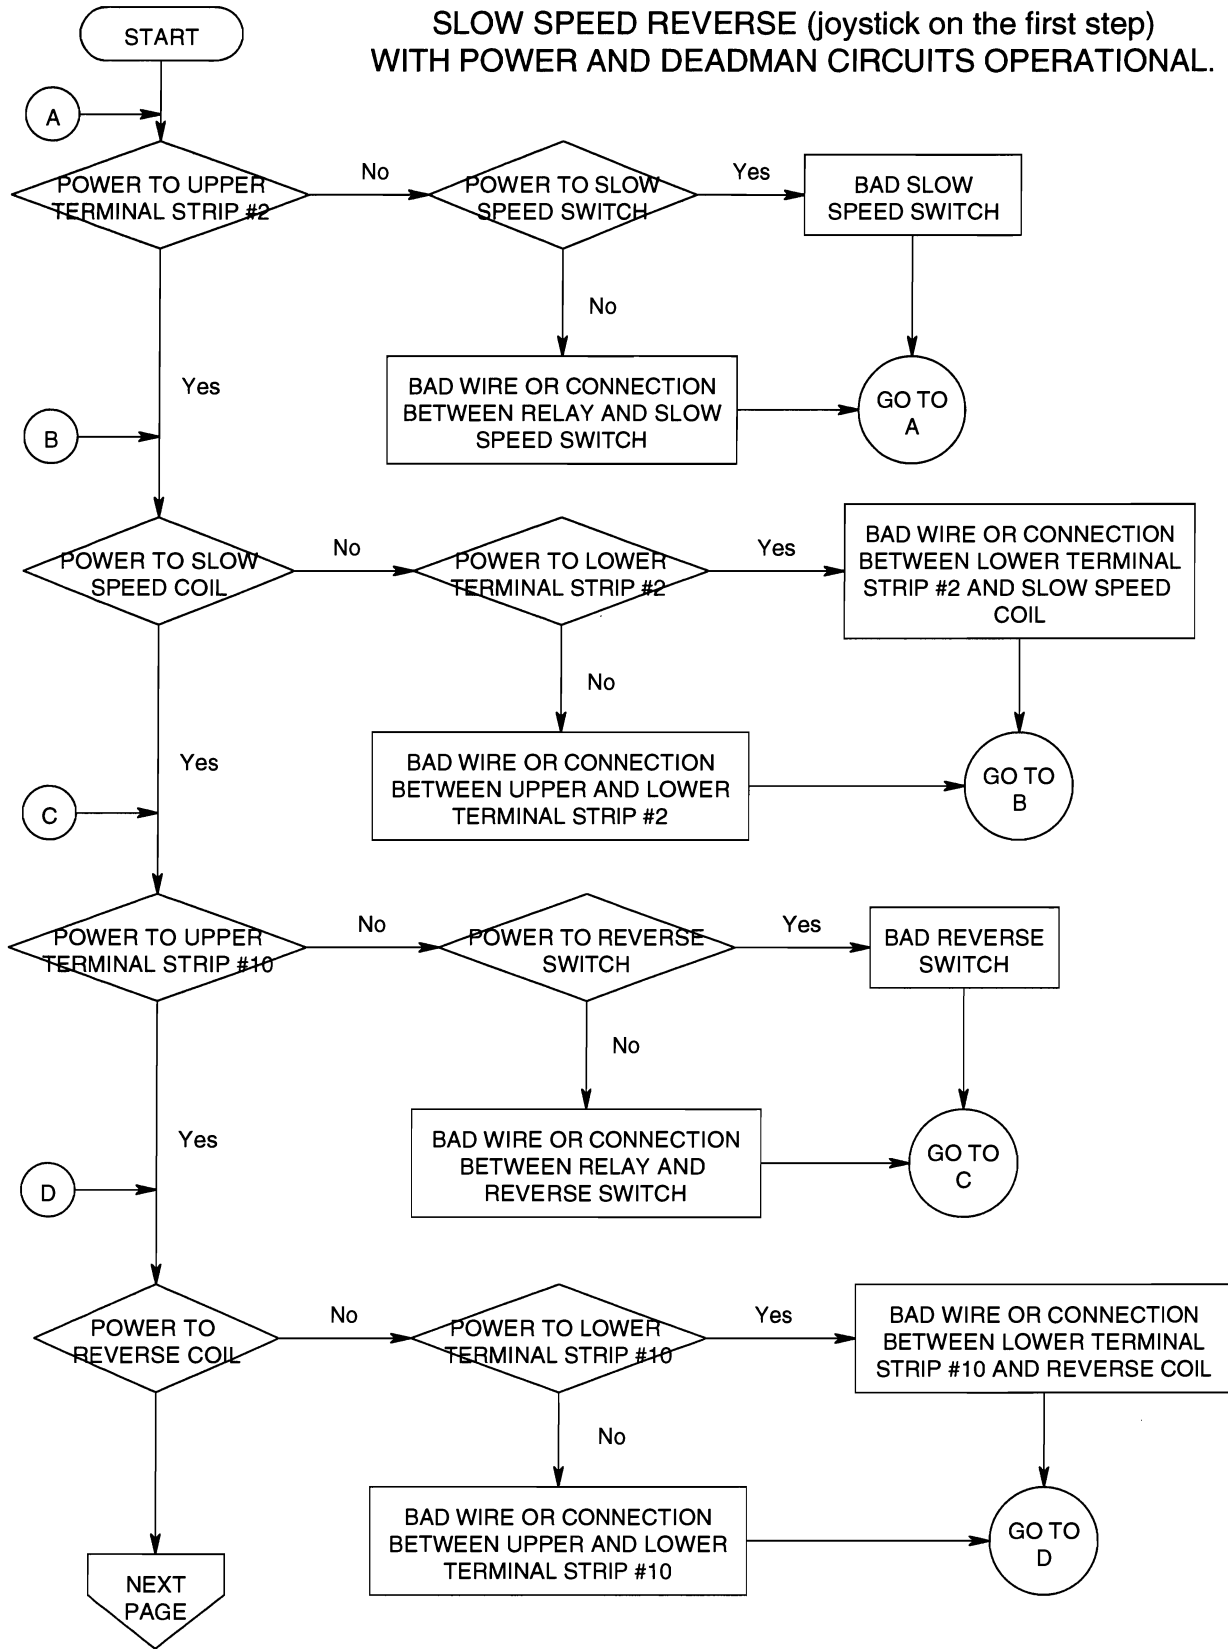 SLOW SPEED REVERSE (joystick on the first step)
WITH POWER AND DEADMAN CIRCUITS OPERATIONAL.
START
A
POWER TO UPPER
TERMINAL STRIP #2
No
POWER TO SLOW
SPEED SWITCH
Yes
BAD SLOW
SPEED SWITCH
No
Yes
BAD WIRE OR CONNECTION
BETWEEN RELAY AND SLOW
SPEED SWITCH
GO TO
A
B
POWER TO SLOW
SPEED COIL
No
POWER TO LOWER
TERMINAL STRIP #2
Yes
BAD WIRE OR CONNECTION
BETWEEN LOWER TERMINAL
STRIP #2 AND SLOW SPEED
COIL
No
Yes
BAD WIRE OR CONNECTION
BETWEEN UPPER AND LOWER
TERMINAL STRIP #2
GO TO
B
C
POWER TO UPPER
TERMINAL STRIP #10
No
POWER TO REVERSE
SWITCH
Yes
BAD REVERSE
SWITCH
No
Yes
BAD WIRE OR CONNECTION
BETWEEN RELAY AND
REVERSE SWITCH
GO TO
C
D
POWER TO
REVERSE COIL
No
POWER TO LOWER
TERMINAL STRIP #10
Yes
BAD WIRE OR CONNECTION
BETWEEN LOWER TERMINAL
STRIP #10 AND REVERSE COIL
No
BAD WIRE OR CONNECTION
BETWEEN UPPER AND LOWER
TERMINAL STRIP #10
GO TO
D
NEXT
PAGE